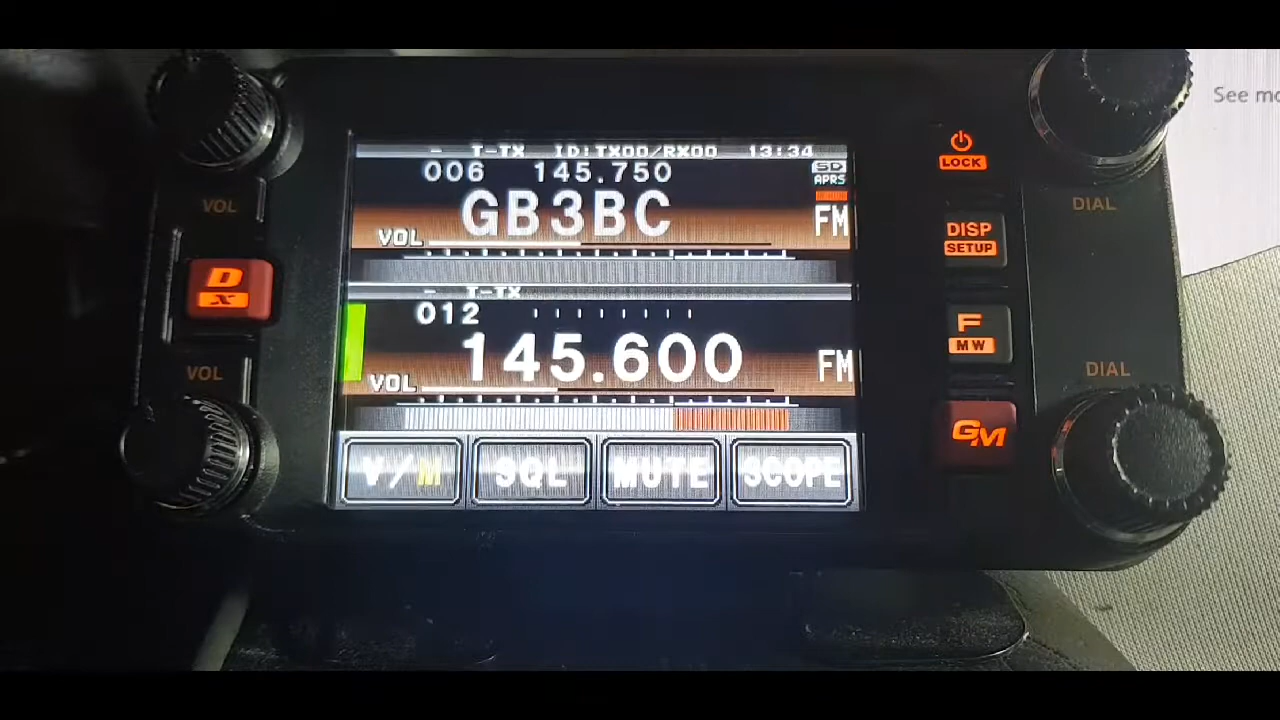 See mo
- T-TX ID:TX00/RX00 13:34
006 145.750
SD
APRS
GB3BC
FM
VOL
- T-TX
012
145.600
FM
VOL
V/M SQL MUTE SCOPE
VOL
D
X
VOL
LOCK
DISP
SETUP
F
MW
GM
DIAL
DIAL